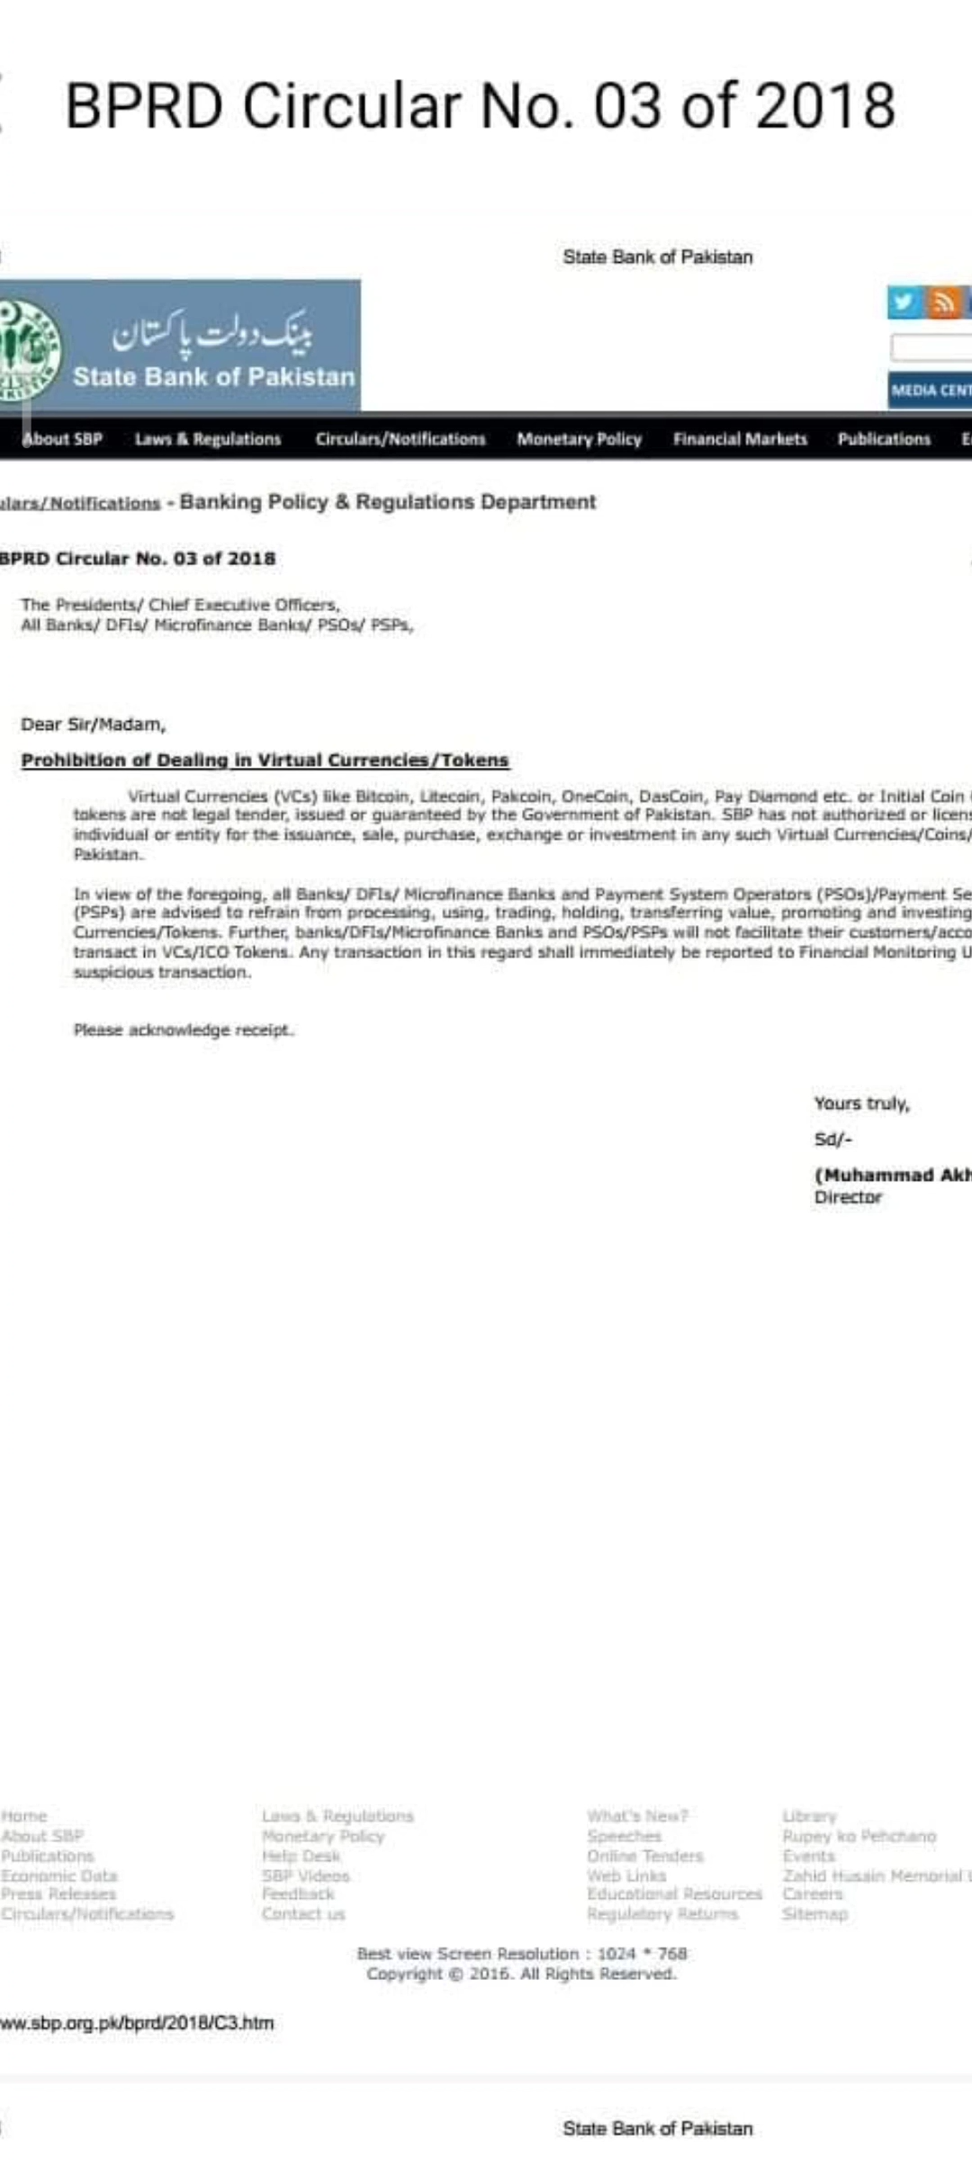 BPRD Circular No. 03 of 2018
State Bank of Pakistan
بینک دولت پاکستان
State Bank of Pakistan
MEDIA CENT
About SBP Laws & Regulations Circulars/Notifications Monetary Policy Financial Markets Publications E
ulars/Notifications - Banking Policy & Regulations Department
BPRD Circular No. 03 of 2018
The Presidents/ Chief Executive Officers,
All Banks/ DFIs/ Microfinance Banks/ PSOs/ PSPs,
Dear Sir/Madam,
Prohibition of Dealing in Virtual Currencies/Tokens
Virtual Currencies (VCs) like Bitcoin, Litecoin, Pakcoin, OneCoin, DasCoin, Pay Diamond etc. or Initial Coin
tokens are not legal tender, issued or guaranteed by the Government of Pakistan. SBP has not authorized or licens
individual or entity for the issuance, sale, purchase, exchange or investment in any such Virtual Currencies/Coins/
Pakistan.
In view of the foregoing, all Banks/ DFIs/ Microfinance Banks and Payment System Operators (PSOs)/Payment Se
(PSPs) are advised to refrain from processing, using, trading, holding, transferring value, promoting and investing
Currencies/Tokens. Further, banks/DFIs/Microfinance Banks and PSOs/PSPs will not facilitate their customers/acco
transact in VCs/ICO Tokens. Any transaction in this regard shall immediately be reported to Financial Monitoring U
suspicious transaction.
Please acknowledge receipt.
Yours truly,
Sd/-
(Muhammad Akh
Director
Home Laws & Regulations What's New? Library
About SBP Monetary Policy Speeches Rupey ko Pehchano
Publications Help Desk Online Tenders Events
Economic Data SBP Videos Web Links Zahid Husain Memorial L
Press Releases Feedback Educational Resources Careers
Circulars/Notifications Contact us Regulatory Returns Sitemap
Best view Screen Resolution : 1024 * 768
Copyright © 2016. All Rights Reserved.
ww.sbp.org.pk/bprd/2018/C3.htm
State Bank of Pakistan